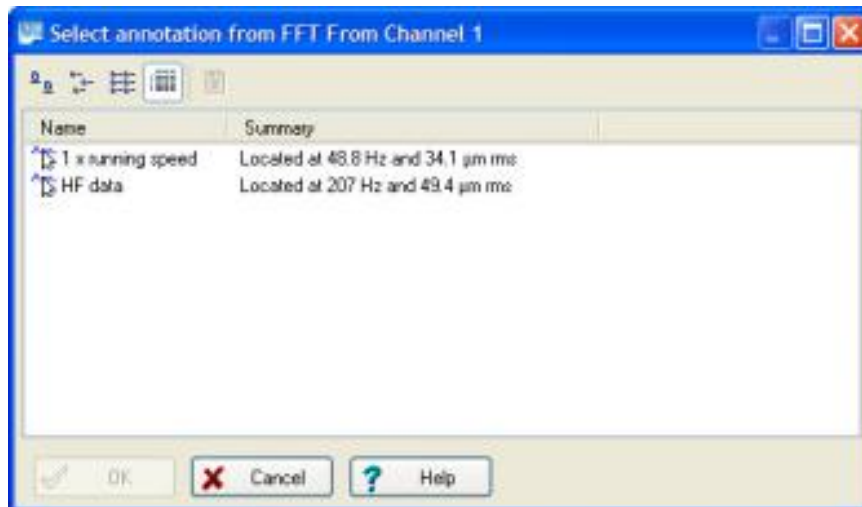 Select annotation from FFT From Channel 1
Name Summary
1 x running speed Located at 48.8 Hz and 34.1 µm rms
HF data Located at 207 Hz and 49.4 µm rms
OK Cancel Help